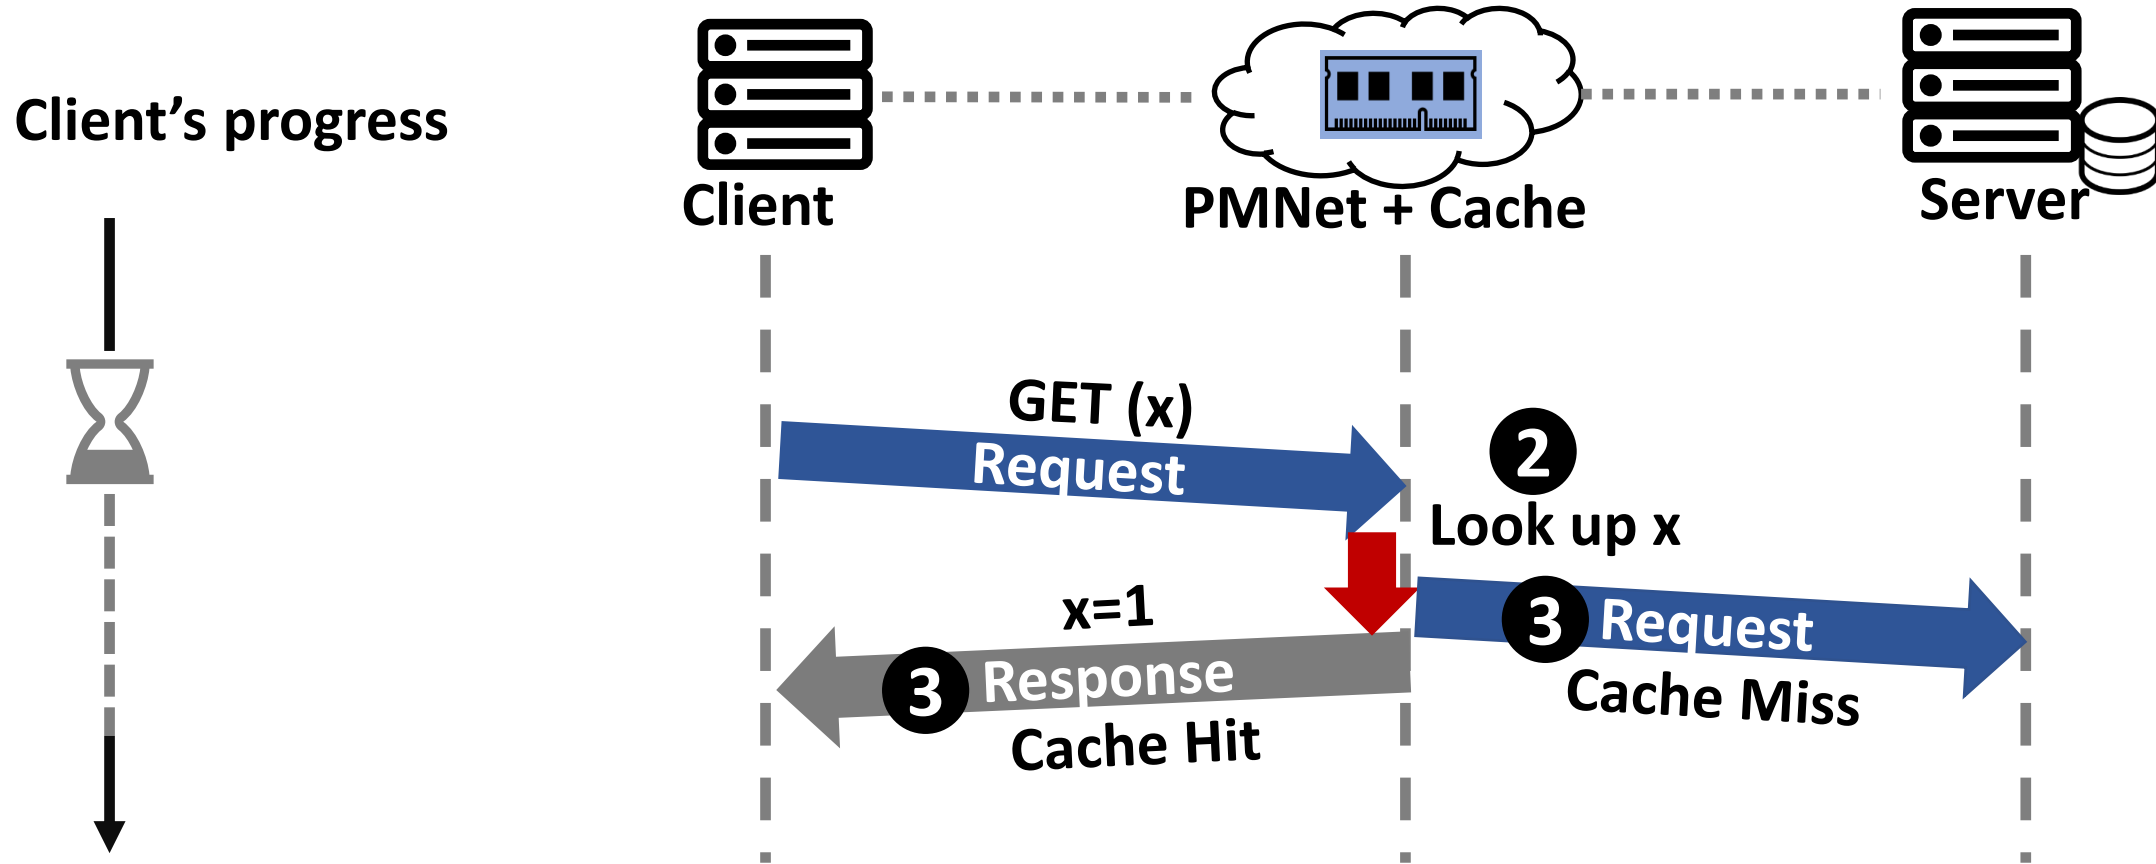 Client's progress
Client
PMNet + Cache
Server
GET (x)
Request
2
Look up x
x=1
3 Request
3 Response
Cache Miss
Cache Hit